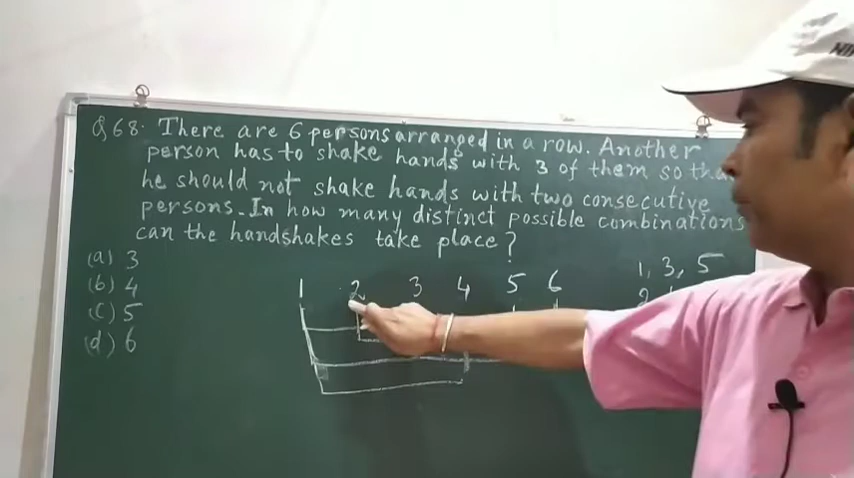 Q 68. There are 6 persons arranged in a row. Another
person has to shake hands with 3 of them so
he should not shake hands with two consecutive
persons. In how many distinct possible combinations
can the handshakes take place?
(a) 3
(b) 4
(c) 5
(d) 6
1 2 3 4 5 6
1, 3, 5